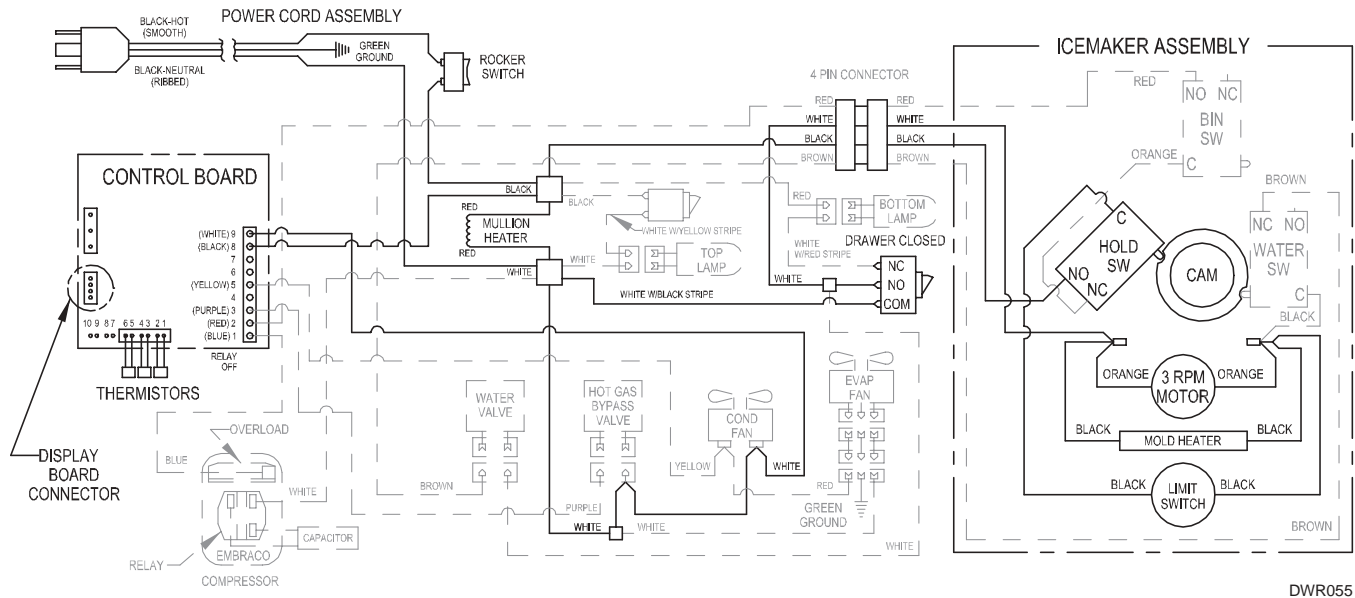 POWER CORD ASSEMBLY
BLACK-HOT
(SMOOTH)
GREEN
GROUND
BLACK-NEUTRAL
(RIBBED)
ROCKER
SWITCH
4 PIN CONNECTOR
RED
RED
WHITE
WHITE
BLACK
BLACK
BROWN
BROWN
ICEMAKER ASSEMBLY
RED
NO
NC
BIN
SW
ORANGE
C
BROWN
NC
NO
WATER
SW
C
BLACK
C
HOLD
SW
NO
NC
CAM
CONTROL BOARD
(WHITE) 9
(BLACK) 8
7
6
(YELLOW) 5
4
(PURPLE) 3
(RED) 2
(BLUE) 1
10 9 8 7 6 5 4 3 2 1
RELAY
OFF
THERMISTORS
DISPLAY
BOARD
CONNECTOR
BLACK
BLACK
RED
MULLION
HEATER
RED
WHITE
WHITE W/YELLOW STRIPE
WHITE
TOP
LAMP
RED
BOTTOM
LAMP
WHITE
W/RED STRIPE
DRAWER CLOSED
NC
NO
COM
WHITE
WHITE W/BLACK STRIPE
OVERLOAD
BLUE
WHITE
CAPACITOR
EMBRACO
RELAY
COMPRESSOR
WATER
VALVE
BROWN
HOT GAS
BYPASS
VALVE
PURPLE
WHITE
WHITE
COND
FAN
YELLOW
WHITE
EVAP
FAN
RED
GREEN
GROUND
WHITE
ORANGE
3 RPM
MOTOR
ORANGE
BLACK
MOLD HEATER
BLACK
BLACK
LIMIT
SWITCH
BLACK
BROWN
DWR055